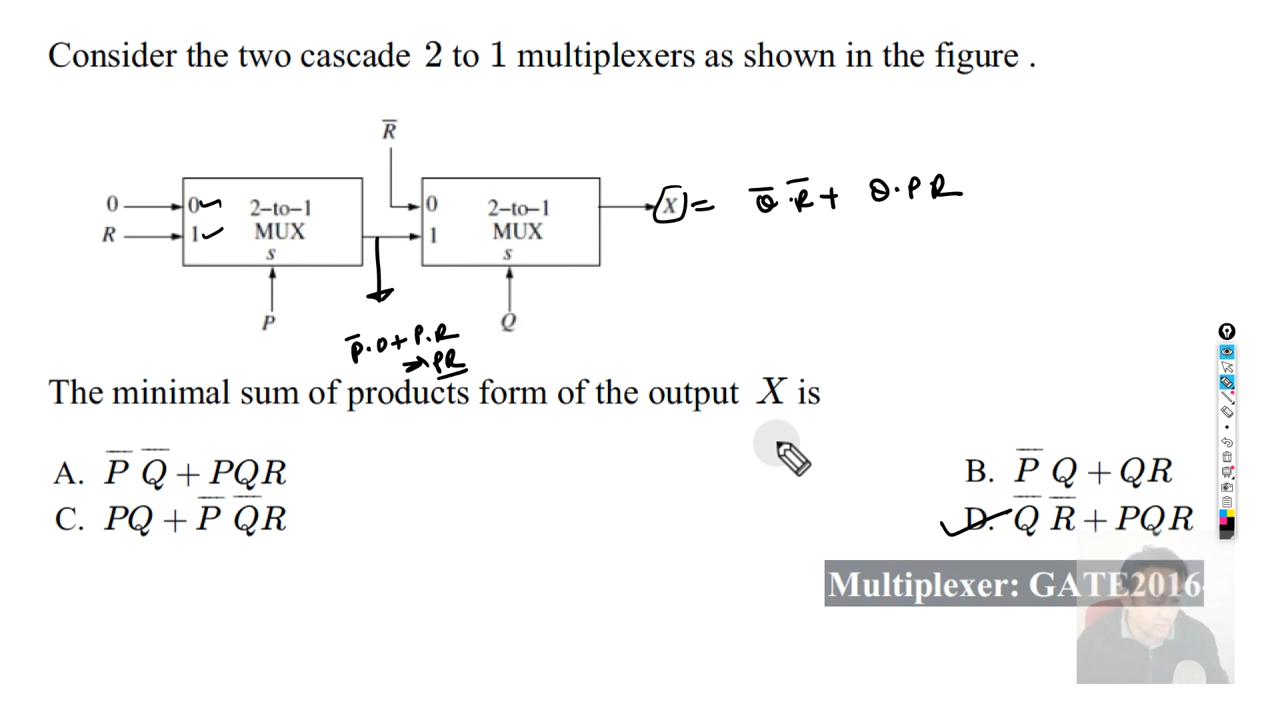 Consider the two cascade 2 to 1 multiplexers as shown in the figure .
R̅
0 0 2–to–1 0 2–to–1 X = Q̅.R̅ + Q.PR
R 1 MUX 1 MUX
s s
P Q
P̅.0 + P.R
→ PR
The minimal sum of products form of the output X is
A. P̅ Q̅ + PQR B. P̅ Q + QR
C. PQ + P̅ Q̅R D. Q̅ R̅ + PQR
Multiplexer: GATE2016